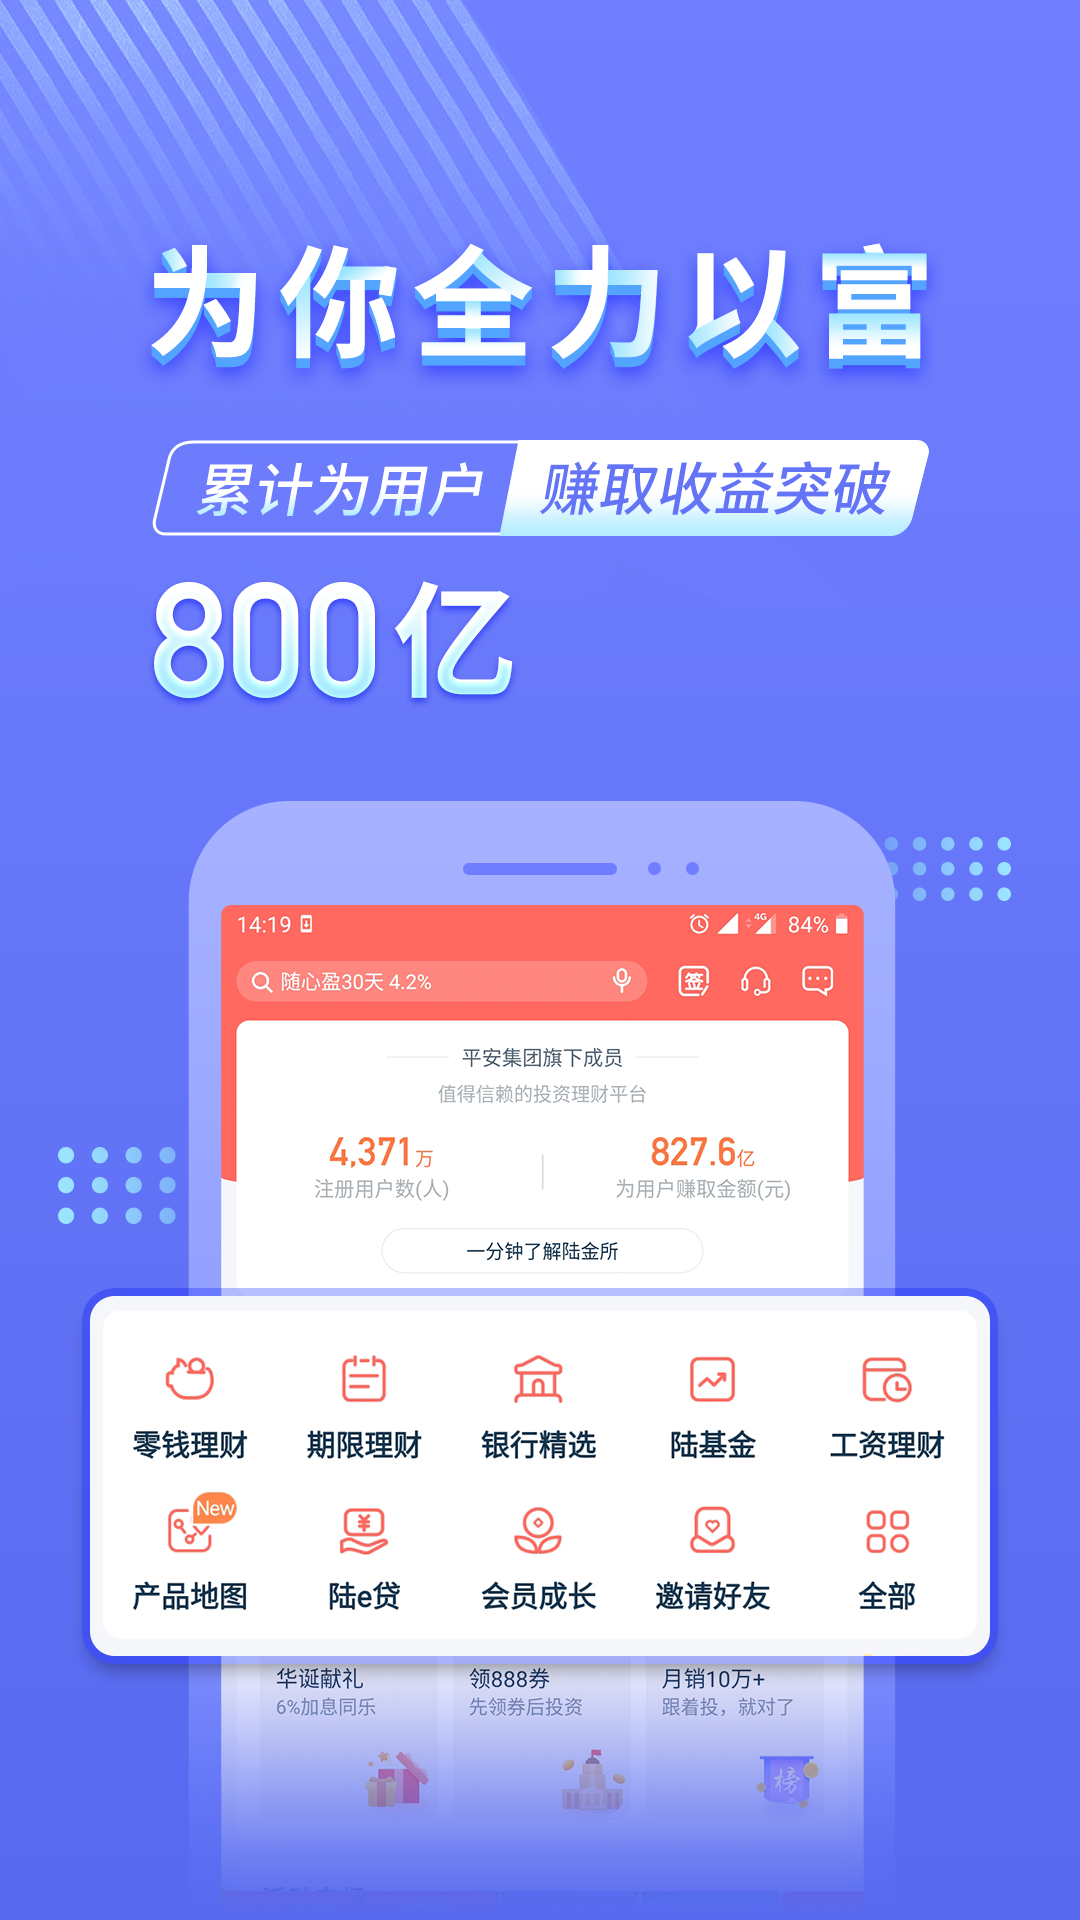 为你全力以富
累计为用户 赚取收益突破
800亿
14:19 4G 84%
随心盈30天 4.2% 签
平安集团旗下成员
值得信赖的投资理财平台
4,371万 827.6亿
注册用户数(人) 为用户赚取金额(元)
一分钟了解陆金所
零钱理财 期限理财 银行精选 陆基金 工资理财
New
产品地图 陆e贷 会员成长 邀请好友 全部
华诞献礼 领888券 月销10万+
6%加息同乐 先领券后投资 跟着投，就对了
榜